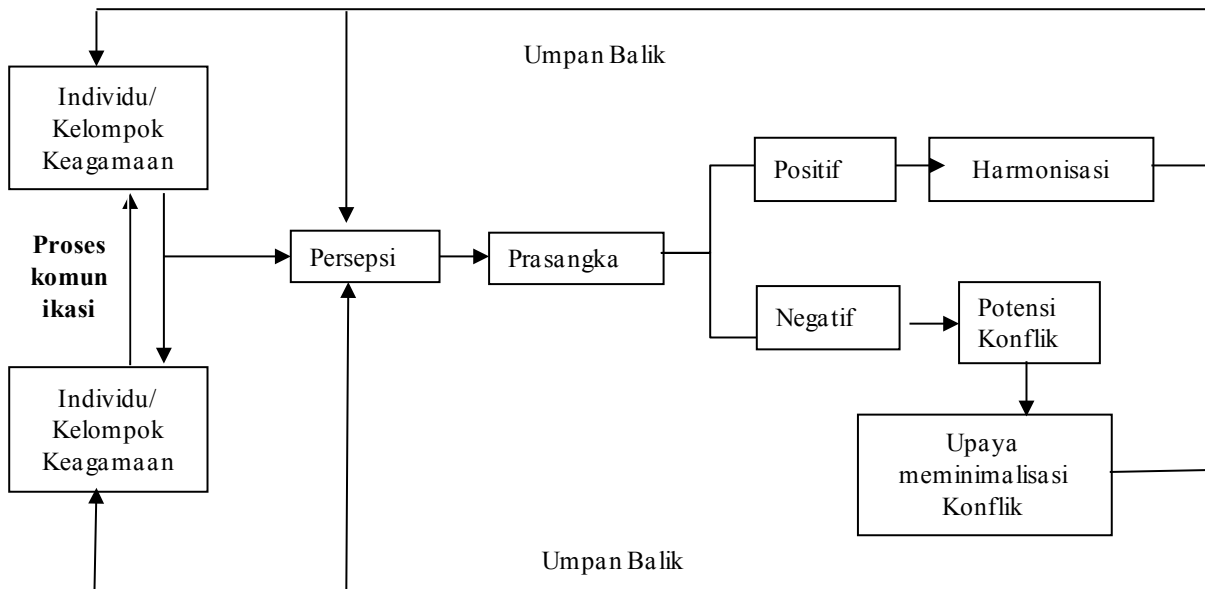 Umpan Balik
Individu/
Kelompok
Keagamaan
Proses
komun
ikasi
Individu/
Kelompok
Keagamaan
Persepsi
Prasangka
Positif
Harmonisasi
Negatif
Potensi
Konflik
Upaya
meminimalisasi
Konflik
Umpan Balik